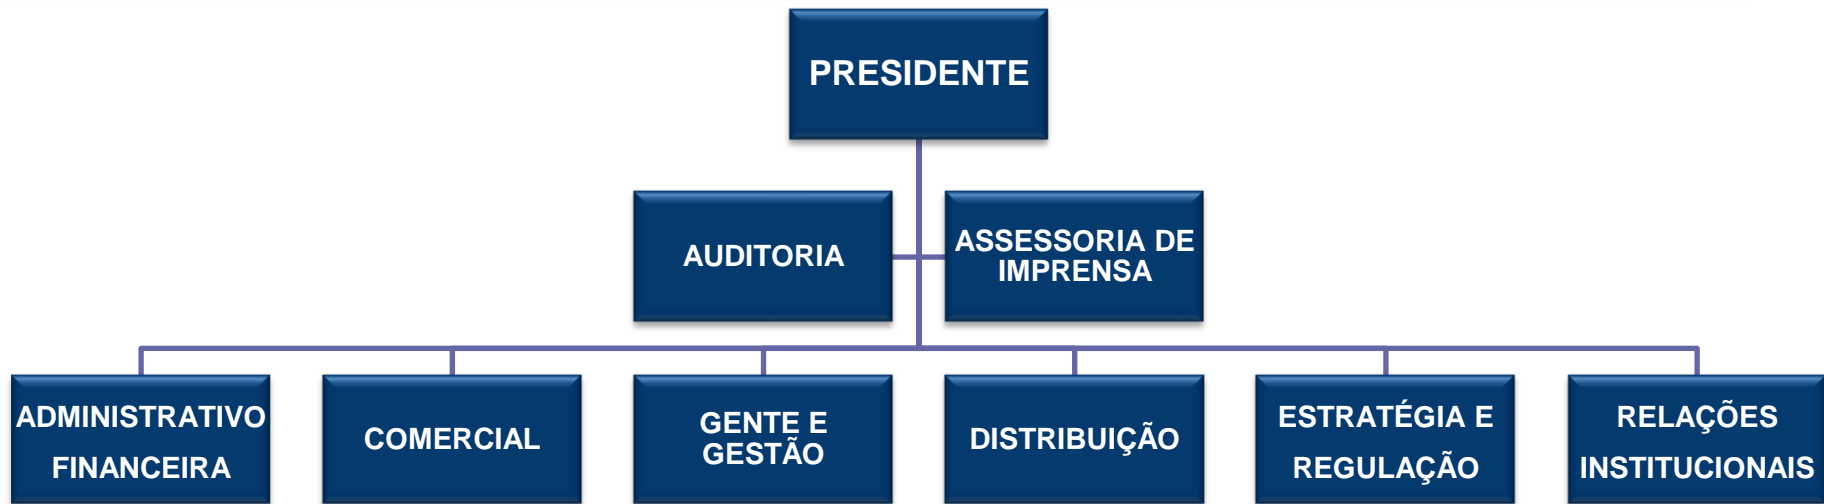 PRESIDENTE
AUDITORIA
ASSESSORIA DE
IMPRENSA
ADMINISTRATIVO
FINANCEIRA
COMERCIAL
GENTE E
GESTÃO
DISTRIBUIÇÃO
ESTRATÉGIA E
REGULAÇÃO
RELAÇÕES
INSTITUCIONAIS